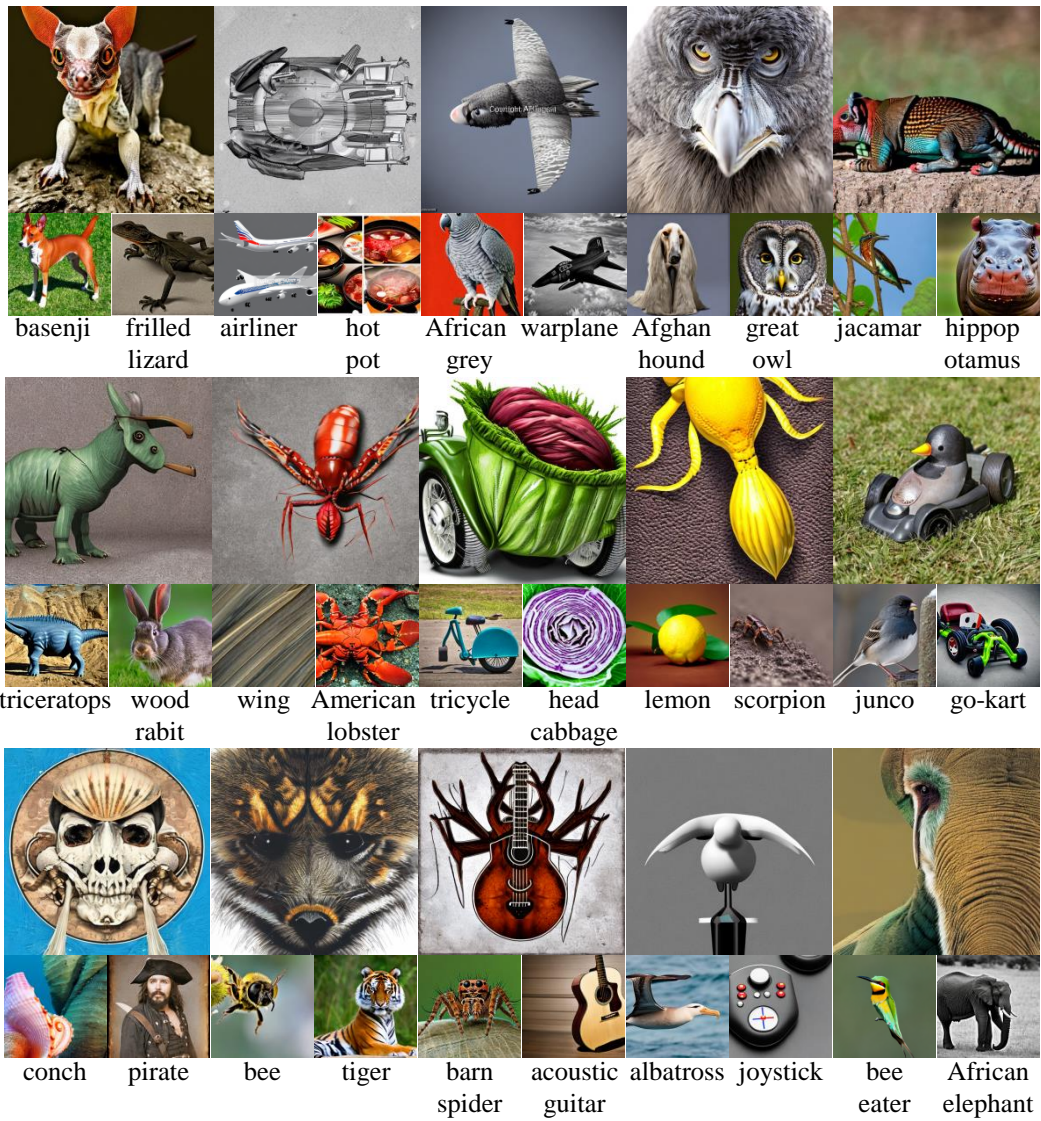 basenji frilled airliner hot African warplane Afghan great jacamar hippop
lizard pot grey hound owl otamus
triceratops wood wing American tricycle head lemon scorpion junco go-kart
rabit lobster cabbage
conch pirate bee tiger barn acoustic albatross joystick bee African
spider guitar eater elephant